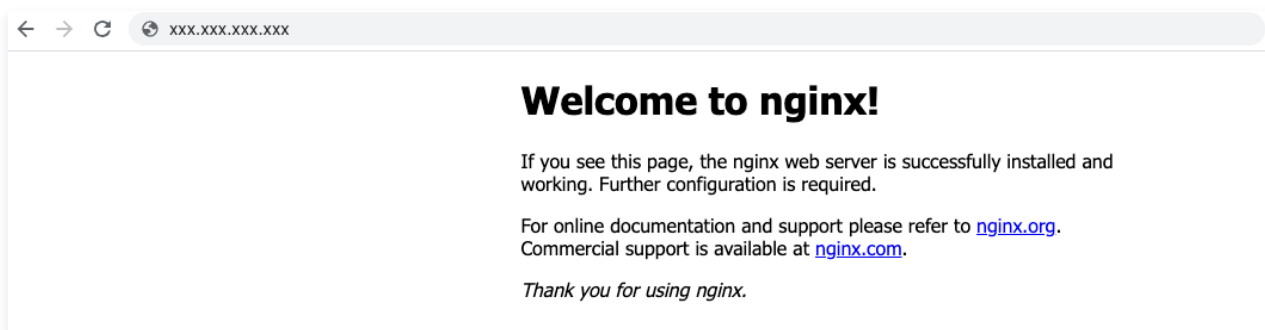 xxx.xxx.xxx.xxx
Welcome to nginx!
If you see this page, the nginx web server is successfully installed and
working. Further configuration is required.
For online documentation and support please refer to nginx.org.
Commercial support is available at nginx.com.
Thank you for using nginx.